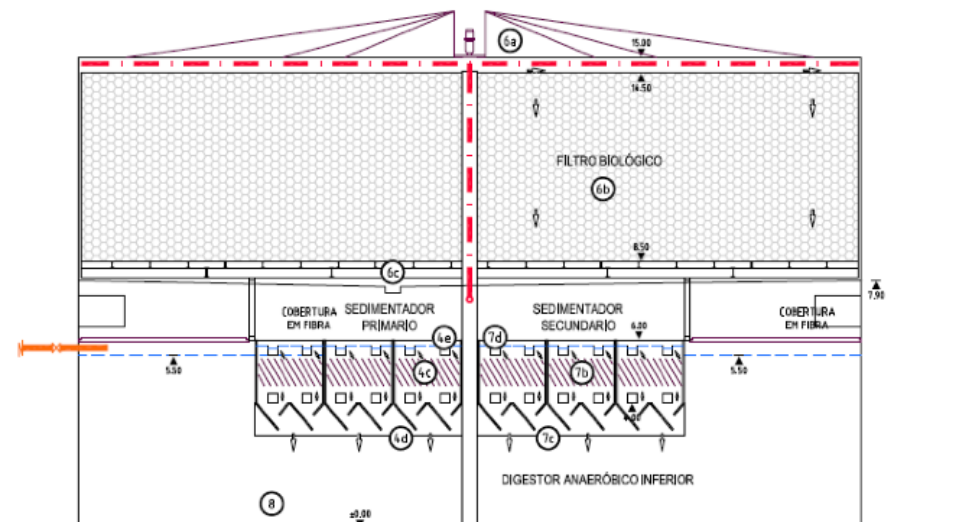 6a
15.00
14.50
FILTRO BIOLÓGICO
6b
8.50
6c
7.90
COBERTURA
EM FIBRA
SEDIMENTADOR
PRIMARIO
SEDIMENTADOR
SECUNDARIO
COBERTURA
EM FIBRA
6.00
4e
7d
5.50
5.50
4c
7b
4.00
4d
7c
DIGESTOR ANAERÓBICO INFERIOR
8
±0.00